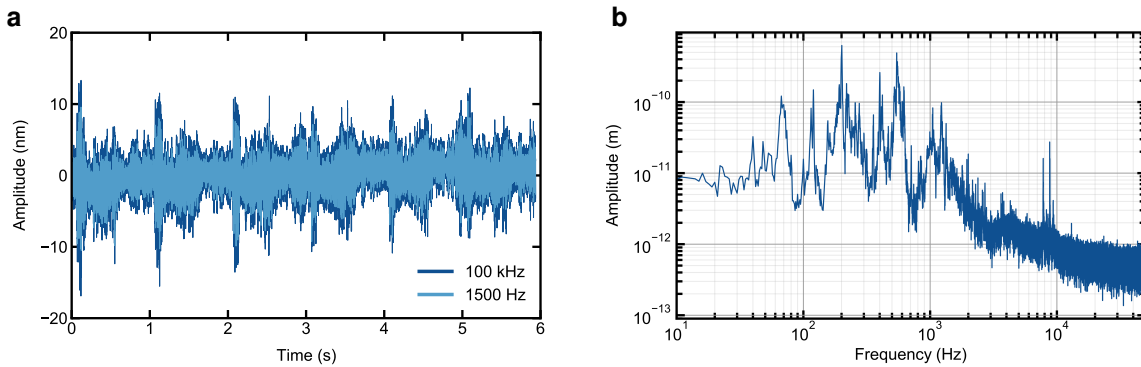 a
Amplitude (nm)
20
10
0
−10
−20
0 1 2 3 4 5 6
Time (s)
100 kHz
1500 Hz
b
Amplitude (m)
10⁻¹⁰
10⁻¹¹
10⁻¹²
10⁻¹³
10¹ 10² 10³ 10⁴
Frequency (Hz)